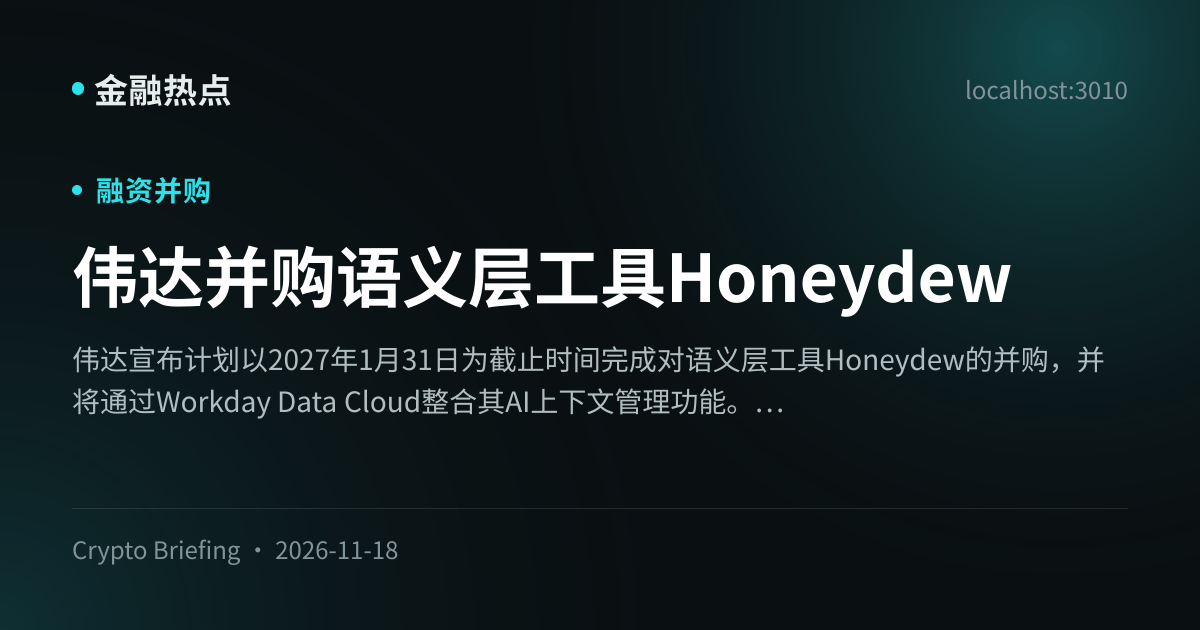 金融热点
localhost:3010
融资并购
伟达并购语义层工具Honeydew
伟达宣布计划以2027年1月31日为截止时间完成对语义层工具Honeydew的并购，并
将通过Workday Data Cloud整合其AI上下文管理功能。…
Crypto Briefing · 2026-11-18